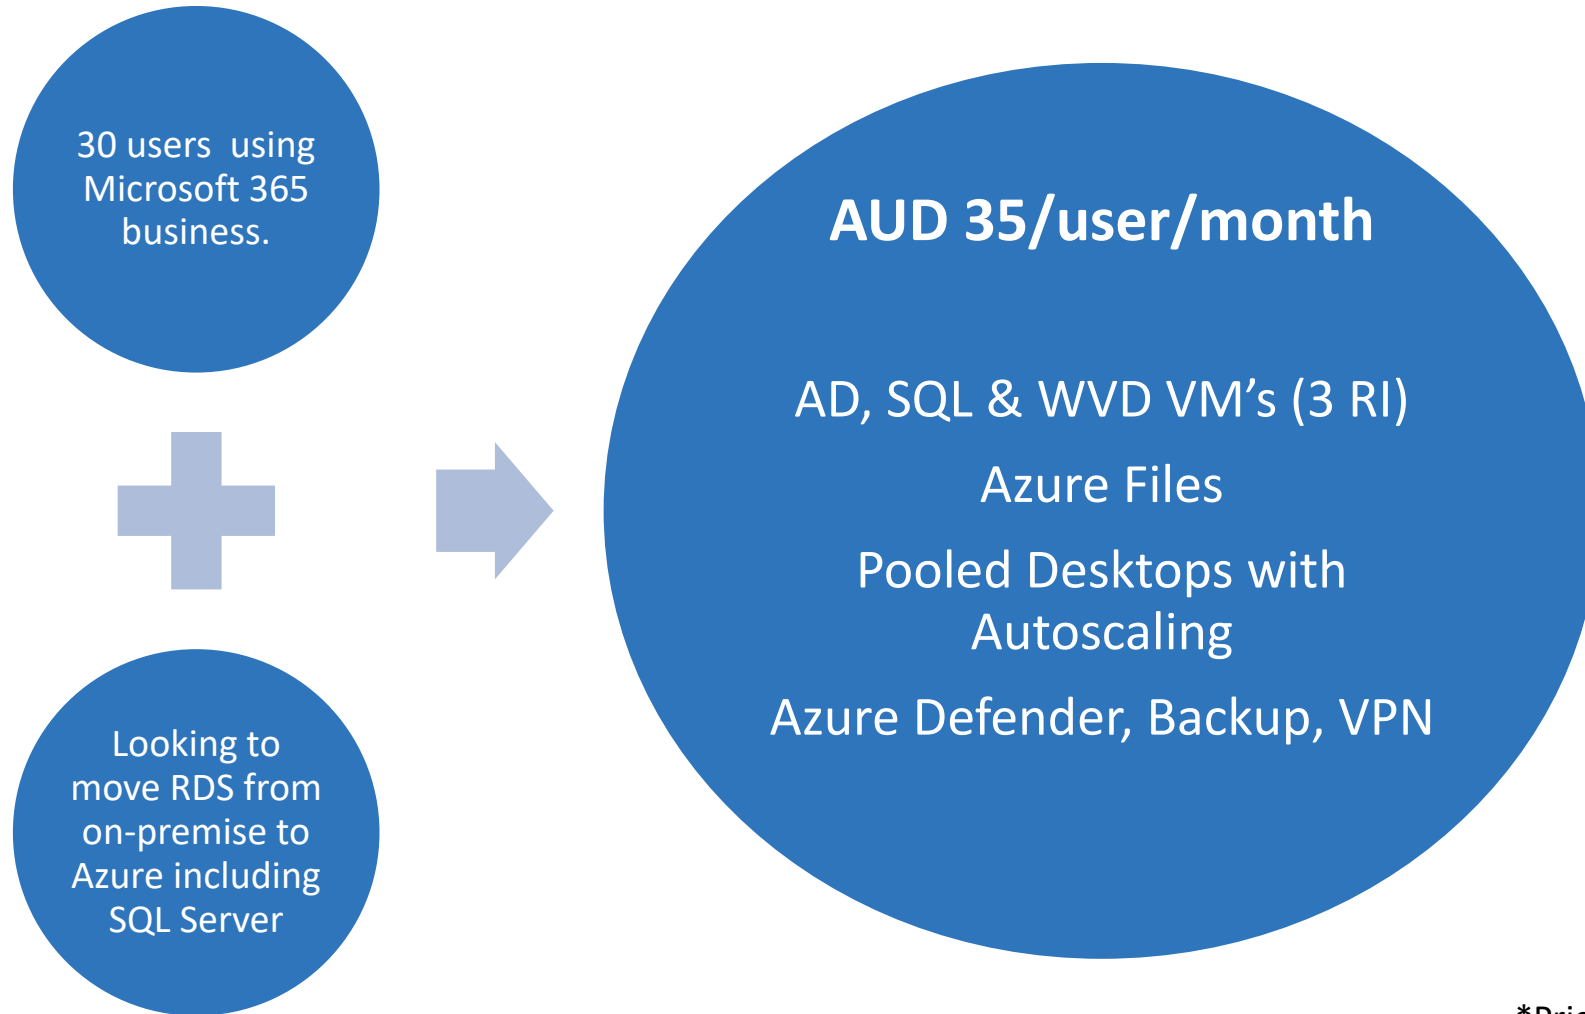 30 users using
Microsoft 365
business.
Looking to
move RDS from
on-premise to
Azure including
SQL Server
AUD 35/user/month
AD, SQL & WVD VM’s (3 RI)
Azure Files
Pooled Desktops with
Autoscaling
Azure Defender, Backup, VPN